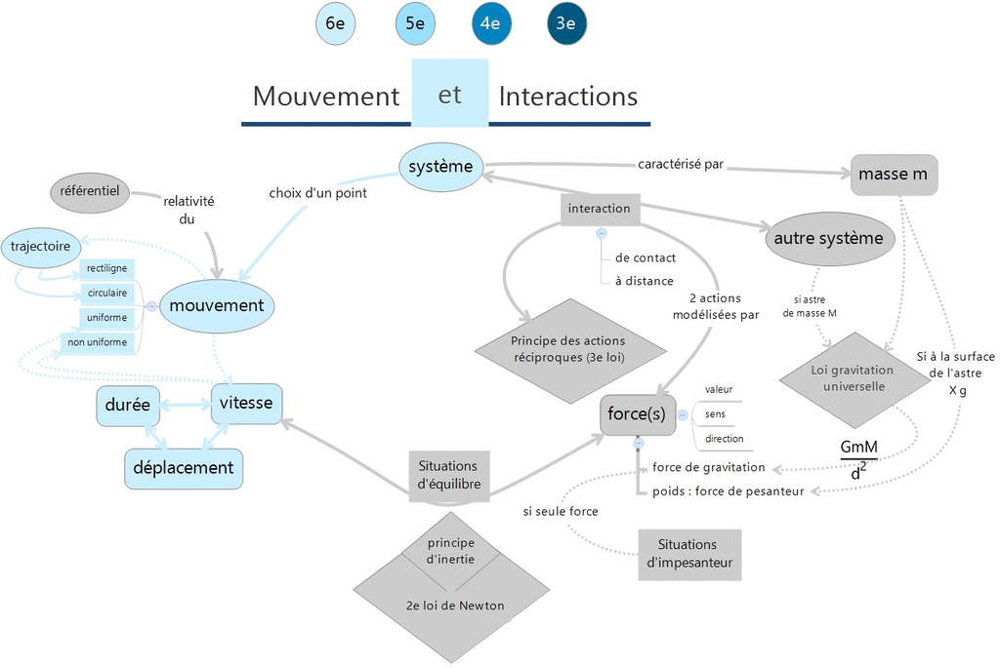 6e
5e
4e
3e
Mouvement et Interactions
système
caractérisé par
masse m
référentiel
relativité
du
choix d'un point
interaction
autre système
trajectoire
rectiligne
circulaire
uniforme
non uniforme
mouvement
de contact
à distance
2 actions
modélisées par
si astre
de masse M
Principe des actions
réciproques (3e loi)
Loi gravitation
universelle
Si à la surface
de l'astre
X g
durée
vitesse
déplacement
force(s)
valeur
sens
direction
GmM
d²
force de gravitation
poids : force de pesanteur
Situations
d'équilibre
si seule force
Situations
d'impesanteur
principe
d'inertie
2e loi de Newton